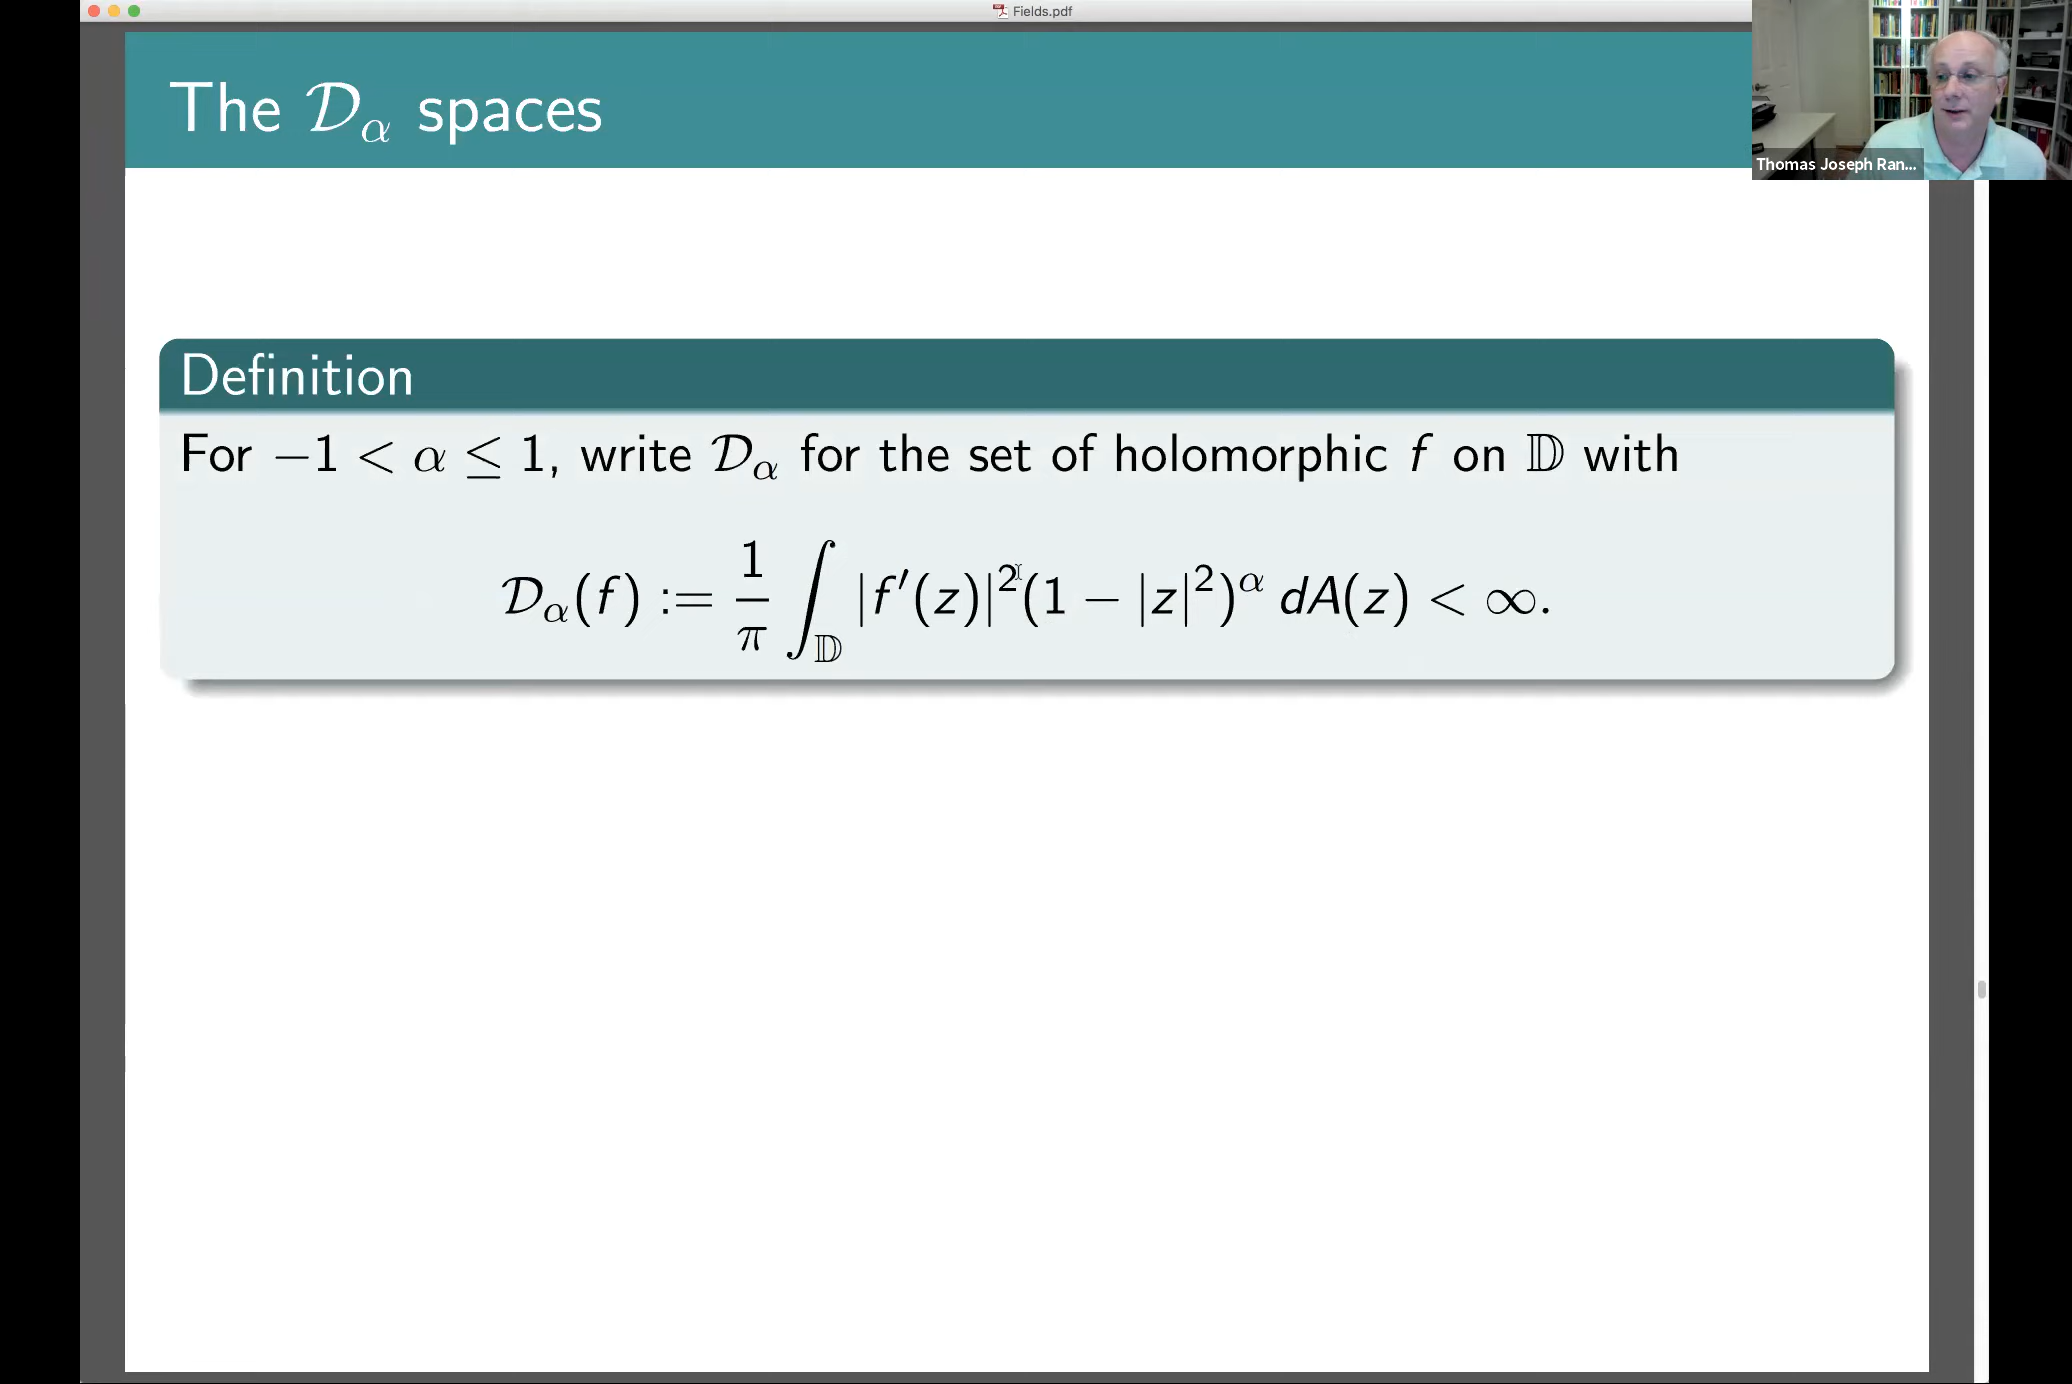 Fields.pdf
The 𝒟_α spaces
Thomas Joseph Ran...
Definition
For −1 < α ≤ 1, write 𝒟_α for the set of holomorphic f on 𝔻 with
𝒟_α(f) := 1/π ∫_𝔻 |f′(z)|²(1 − |z|²)^α dA(z) < ∞.